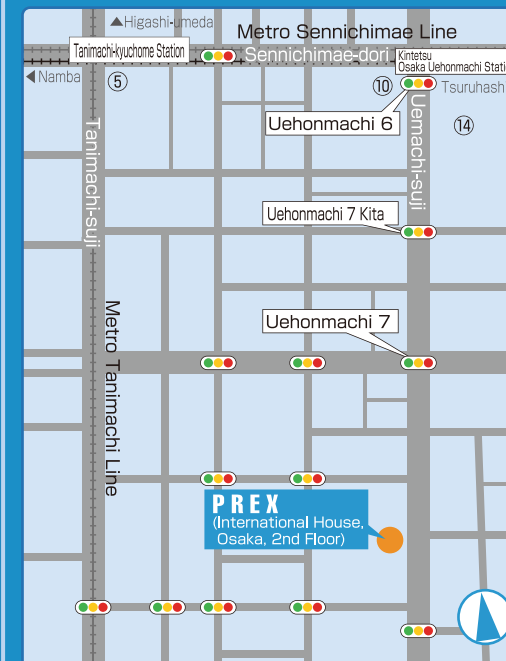 ▲Higashi-umeda
Metro Sennichimae Line
Tanimachi-kyuchome Station
Sennichimae-dori
Kintetsu
Osaka Uehonmachi Stati
◀Namba
⑤
⑩
Tsuruhash
Uehonmachi 6
⑭
Tanimachi-suji
Uemachi-suji
Uehonmachi 7 Kita
Metro Tanimachi Line
Uehonmachi 7
PREX
(International House,
Osaka, 2nd Floor)